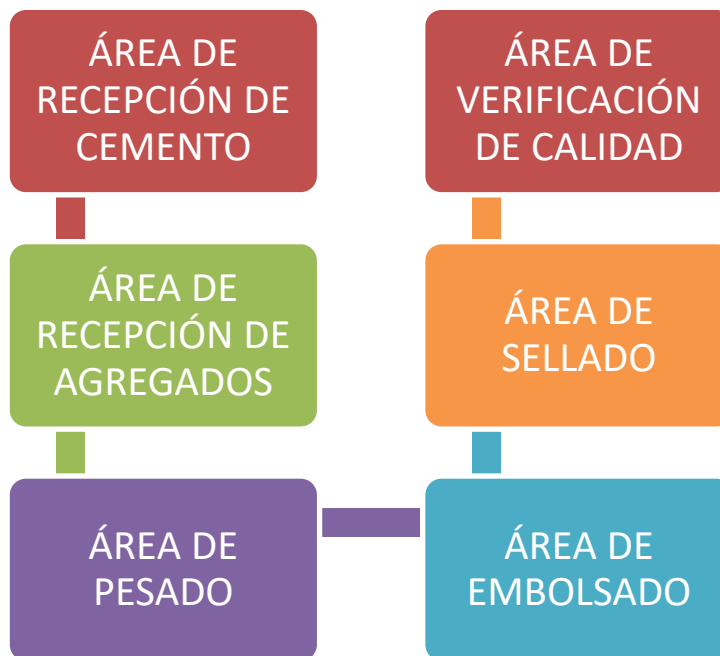 ÁREA DE
RECEPCIÓN DE
CEMENTO
ÁREA DE
RECEPCIÓN DE
AGREGADOS
ÁREA DE
PESADO
ÁREA DE
EMBOLSADO
ÁREA DE
SELLADO
ÁREA DE
VERIFICACIÓN
DE CALIDAD